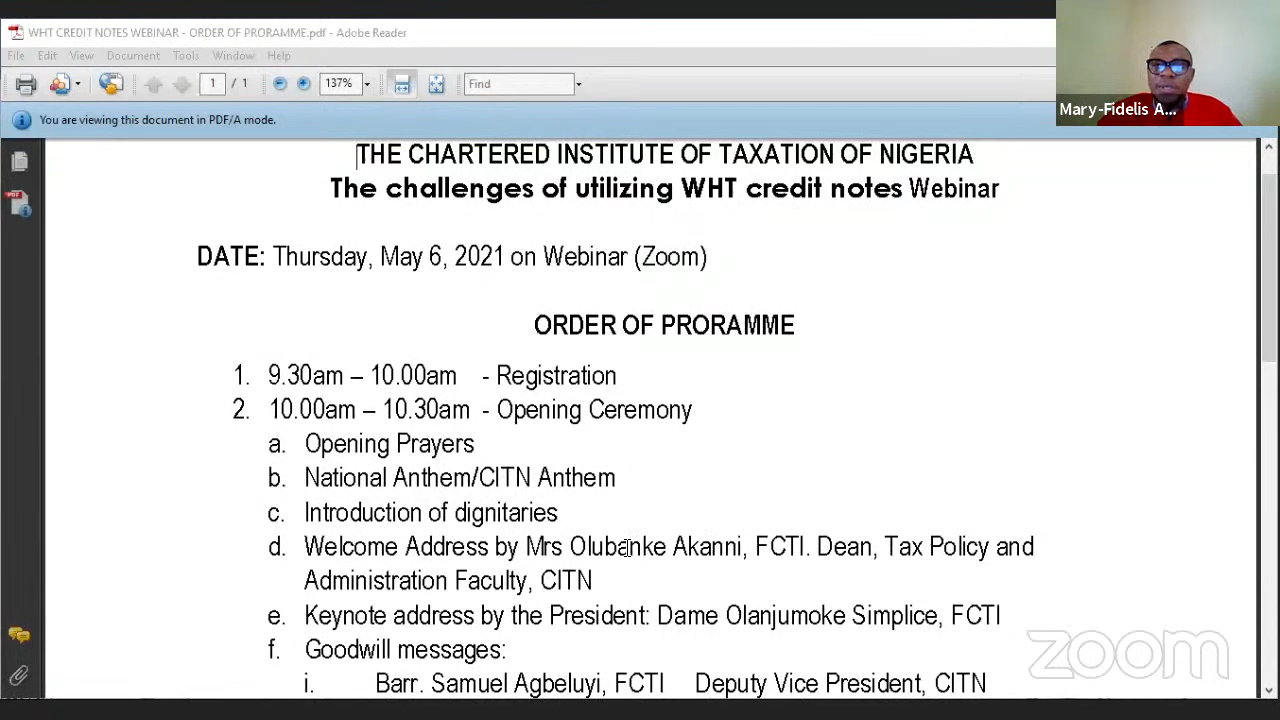 WHT CREDIT NOTES WEBINAR - ORDER OF PRORAMME.pdf - Adobe Reader
File Edit View Document Tools Window Help
1 / 1 137% Find
Mary-Fidelis A...
You are viewing this document in PDF/A mode.
THE CHARTERED INSTITUTE OF TAXATION OF NIGERIA
The challenges of utilizing WHT credit notes Webinar
DATE: Thursday, May 6, 2021 on Webinar (Zoom)
ORDER OF PRORAMME
1. 9.30am – 10.00am - Registration
2. 10.00am – 10.30am - Opening Ceremony
a. Opening Prayers
b. National Anthem/CITN Anthem
c. Introduction of dignitaries
d. Welcome Address by Mrs Olubanke Akanni, FCTI. Dean, Tax Policy and
Administration Faculty, CITN
e. Keynote address by the President: Dame Olanjumoke Simplice, FCTI
f. Goodwill messages:
i. Barr. Samuel Agbeluyi, FCTI Deputy Vice President, CITN
zoom